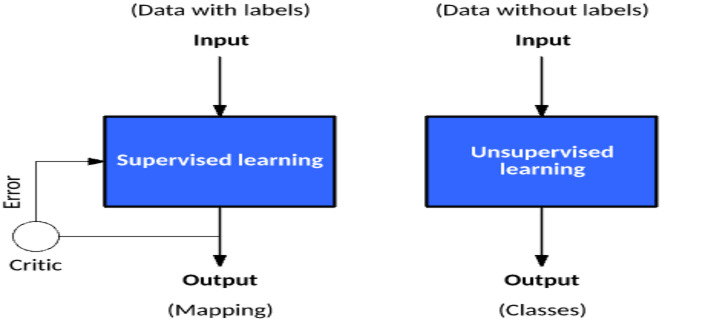 (Data with labels)
Input
Supervised learning
Error
Critic
Output
(Mapping)
(Data without labels)
Input
Unsupervised
learning
Output
(Classes)